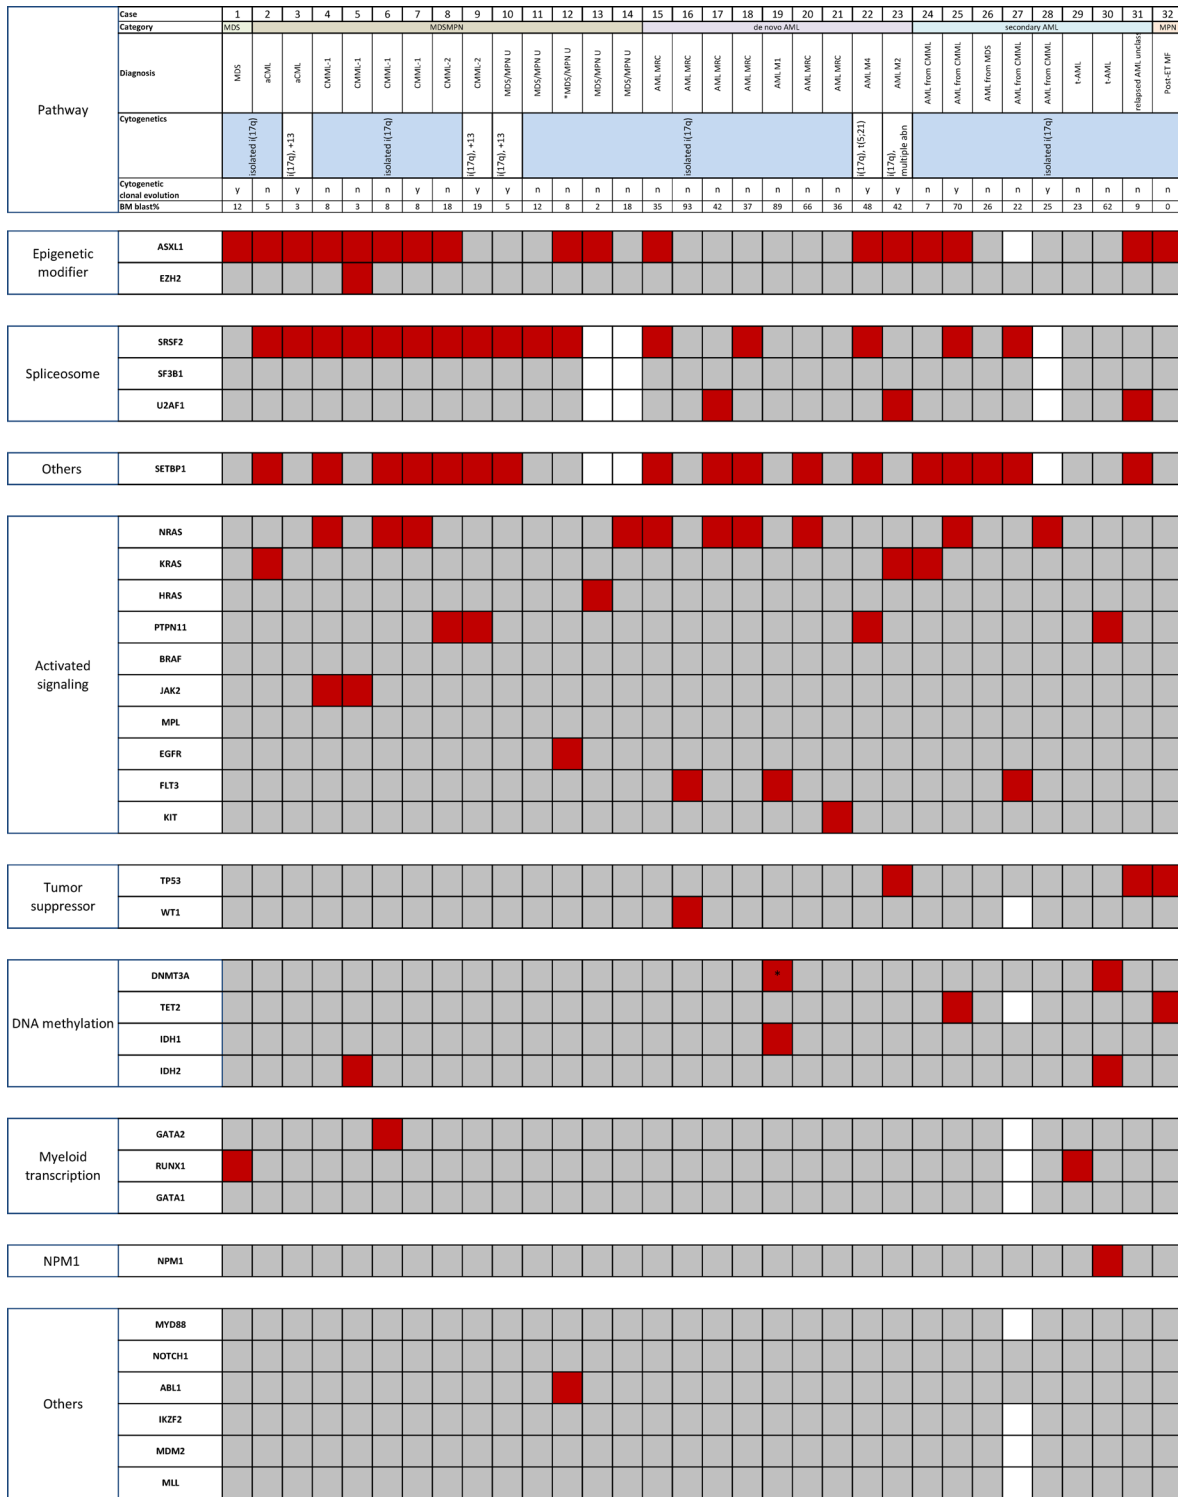 Pathway
Case 1 2 3 4 5 6 7 8 9 10 11 12 13 14 15 16 17 18 19 20 21 22 23 24 25 26 27 28 29 30 31 32
Category MDS MDSMPN de novo AML secondary AML MPN
Diagnosis MDS aCML aCML CMML-1 CMML-1 CMML-1 CMML-1 CMML-2 CMML-2 MDS/MPN U MDS/MPN U *MDS/MPN U MDS/MPN U MDS/MPN U AML MRC AML MRC AML MRC AML MRC AML M1 AML MRC AML MRC AML M4 AML M2 AML from CMML AML from CMML AML from MDS AML from CMML AML from CMML t-AML t-AML relapsed AML unclas Post-ET MF
Cytogenetics isolated i(17q) i(17q), +13 isolated i(17q) i(17q), +13 i(17q), +13 isolated i(17q) i(17q), t(5;21) i(17q), multiple abn isolated i(17q)
Cytogenetic
clonal evolution y n y n n n y n y y n n n n n n n n n n n y y n y n n y n n n n
BM blast% 12 5 3 8 3 8 8 18 19 5 12 8 2 18 35 93 42 37 89 66 36 48 42 7 70 26 22 25 23 62 9 0
Epigenetic
modifier
ASXL1
EZH2
Spliceosome
SRSF2
SF3B1
U2AF1
Others
SETBP1
Activated
signaling
NRAS
KRAS
HRAS
PTPN11
BRAF
JAK2
MPL
EGFR
FLT3
KIT
Tumor
suppressor
TP53
WT1
DNA methylation
DNMT3A *
TET2
IDH1
IDH2
Myeloid
transcription
GATA2
RUNX1
GATA1
NPM1
NPM1
Others
MYD88
NOTCH1
ABL1
IKZF2
MDM2
MLL